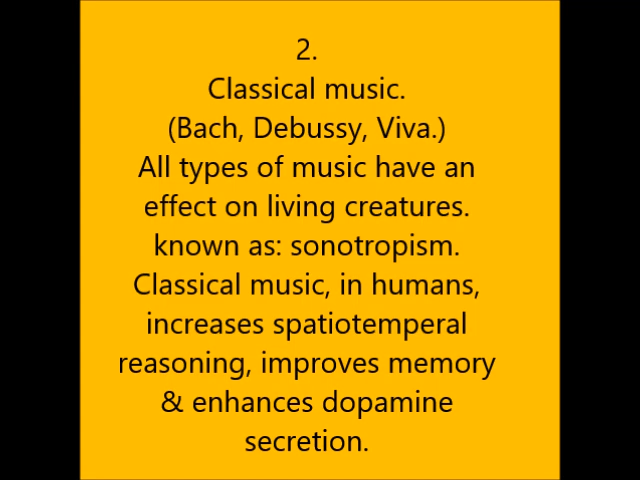 2.
Classical music.
(Bach, Debussy, Viva.)
All types of music have an
effect on living creatures.
known as: sonotropism.
Classical music, in humans,
increases spatiotemperal
reasoning, improves memory
& enhances dopamine
secretion.